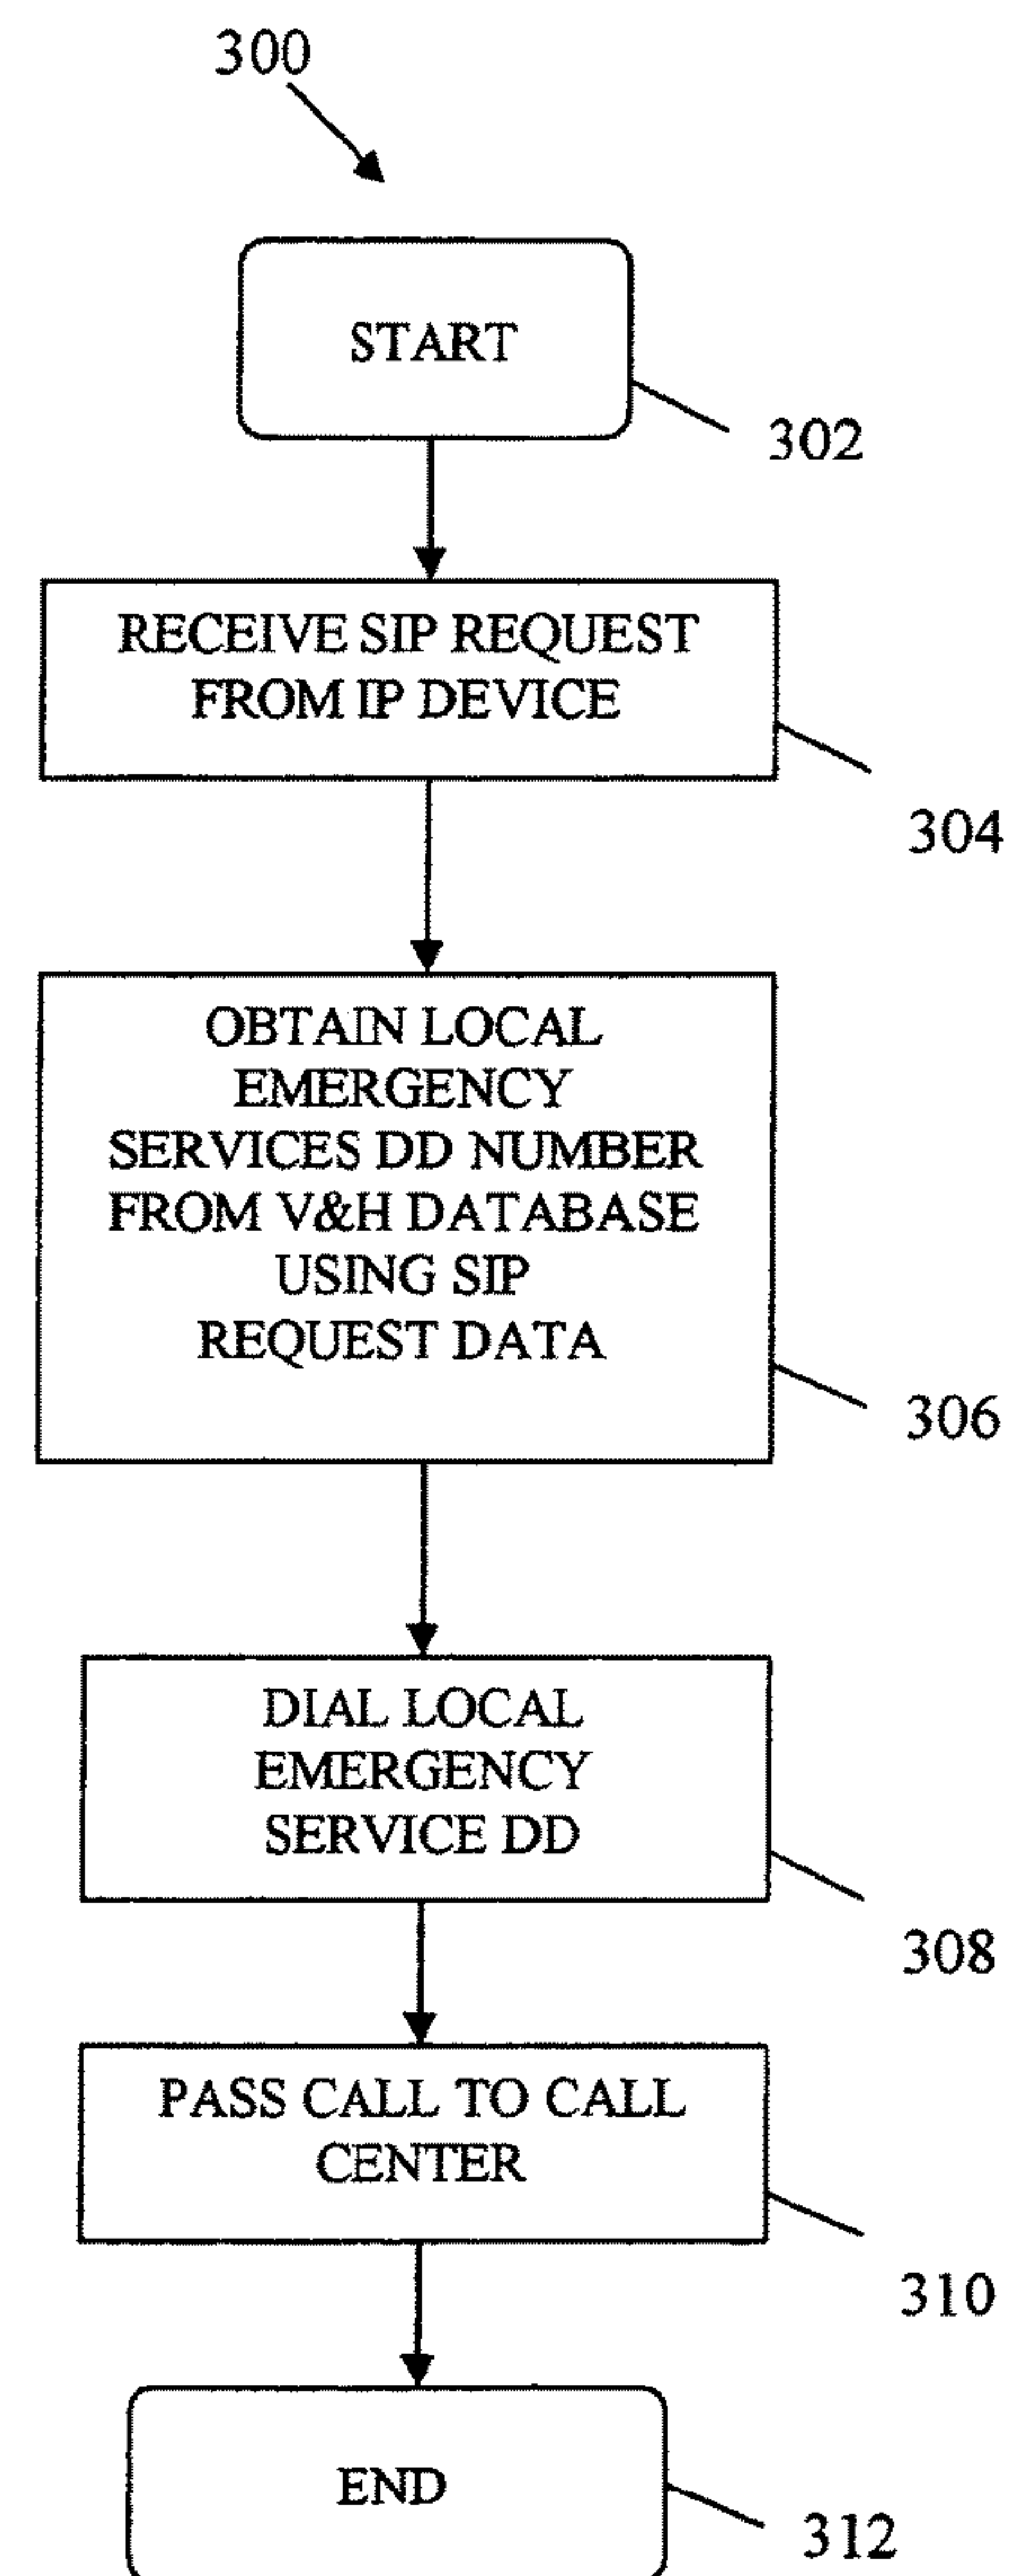 300
START
302
RECEIVE SIP REQUEST
FROM IP DEVICE
304
OBTAIN LOCAL
EMERGENCY
SERVICES DD NUMBER
FROM V&H DATABASE
USING SIP
REQUEST DATA
306
DIAL LOCAL
EMERGENCY
SERVICE DD
308
PASS CALL TO CALL
CENTER
310
END
312